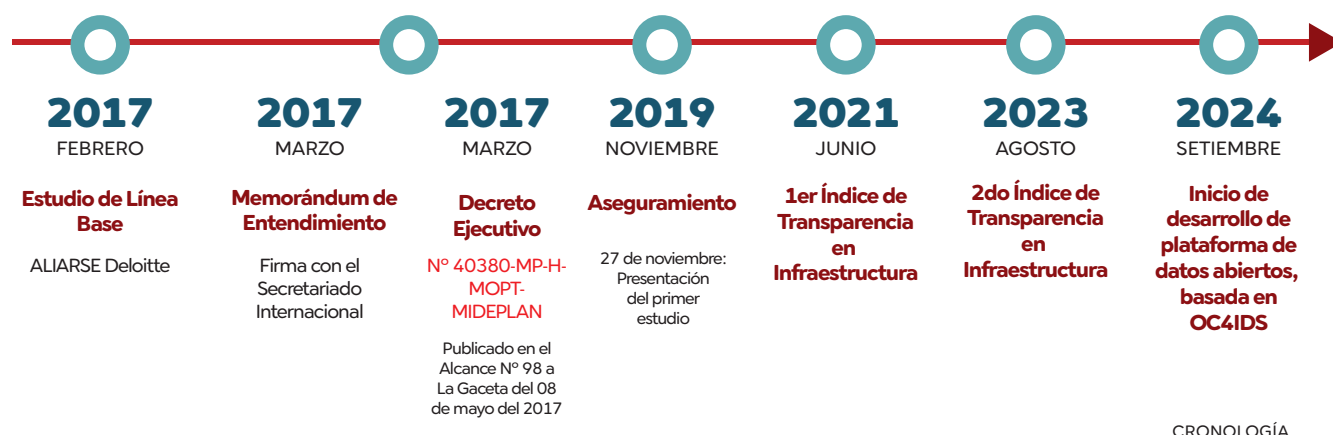 2017
FEBRERO
Estudio de Línea
Base
ALIARSE Deloitte
2017
MARZO
Memorándum de
Entendimiento
Firma con el
Secretariado
Internacional
2017
MARZO
Decreto
Ejecutivo
Nº 40380-MP-H-
MOPT-
MIDEPLAN
Publicado en el
Alcance Nº 98 a
La Gaceta del 08
de mayo del 2017
2019
NOVIEMBRE
Aseguramiento
27 de noviembre:
Presentación
del primer
estudio
2021
JUNIO
1er Índice de
Transparencia
en
Infraestructura
2023
AGOSTO
2do Índice de
Transparencia
en
Infraestructura
2024
SETIEMBRE
Inicio de
desarrollo de
plataforma de
datos abiertos,
basada en
OC4IDS
CRONOLOGÍA